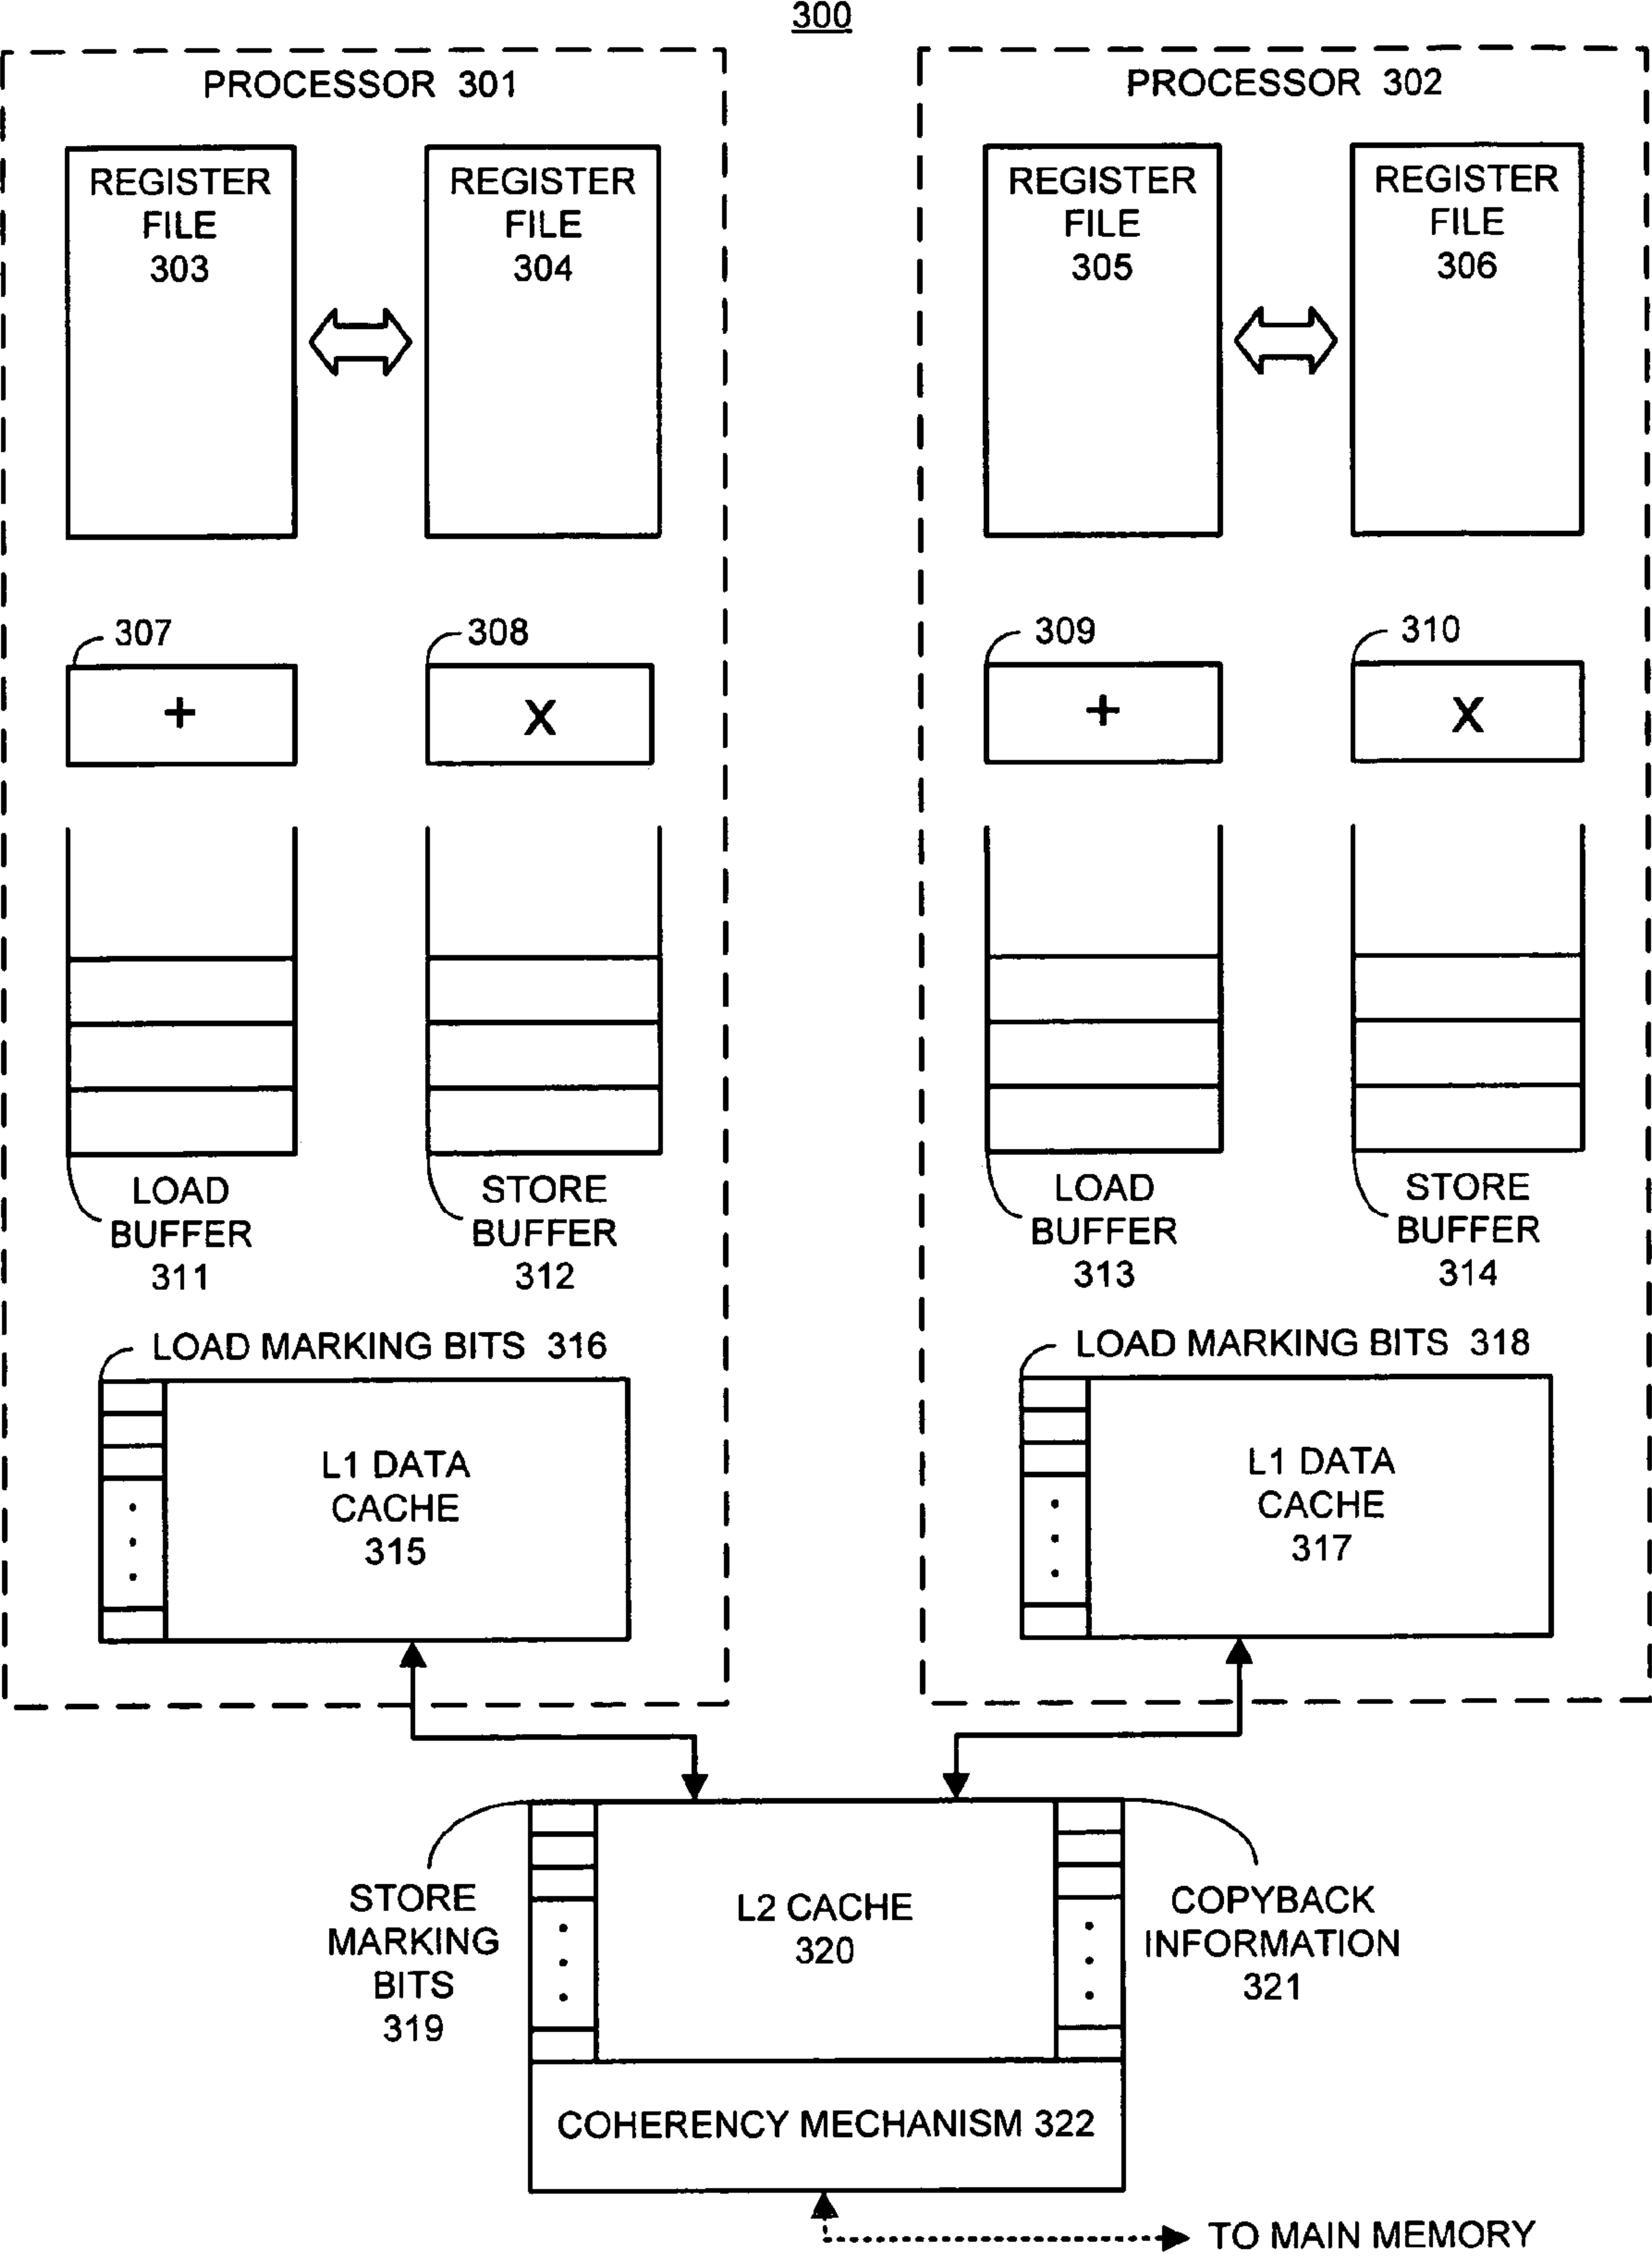 300
PROCESSOR 301
REGISTER
FILE
303
REGISTER
FILE
304
307
+
308
X
LOAD
BUFFER
311
STORE
BUFFER
312
LOAD MARKING BITS 316
L1 DATA
CACHE
315
PROCESSOR 302
REGISTER
FILE
305
REGISTER
FILE
306
309
+
310
X
LOAD
BUFFER
313
STORE
BUFFER
314
LOAD MARKING BITS 318
L1 DATA
CACHE
317
STORE
MARKING
BITS
319
L2 CACHE
320
COPYBACK
INFORMATION
321
COHERENCY MECHANISM 322
TO MAIN MEMORY